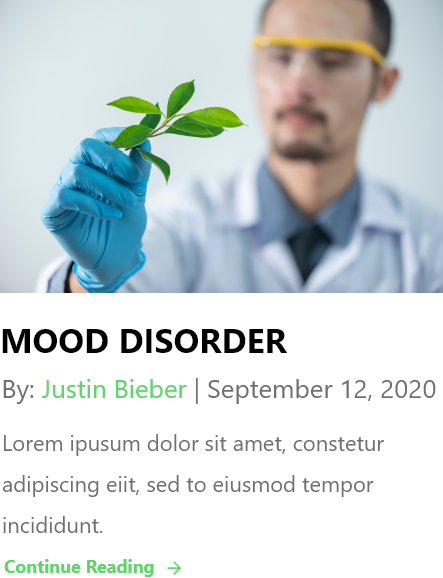 MOOD DISORDER
By: Justin Bieber | September 12, 2020
Lorem ipusum dolor sit amet, constetur
adipiscing eiit, sed to eiusmod tempor
incididunt.
Continue Reading →